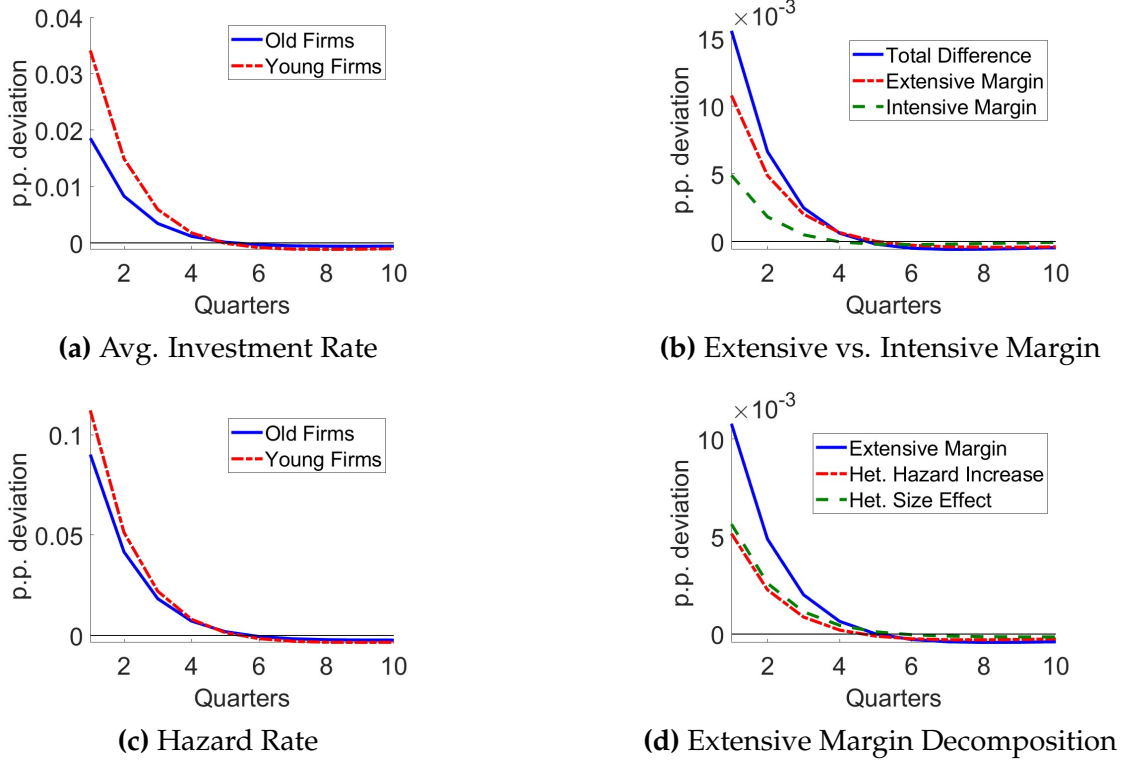 0.04
0.03
0.02
0.01
0
p.p. deviation
Old Firms
Young Firms
2 4 6 8 10
Quarters
(a) Avg. Investment Rate
×10⁻³
15
10
5
0
p.p. deviation
Total Difference
Extensive Margin
Intensive Margin
2 4 6 8 10
Quarters
(b) Extensive vs. Intensive Margin
0.1
0.05
0
p.p. deviation
Old Firms
Young Firms
2 4 6 8 10
Quarters
(c) Hazard Rate
×10⁻³
10
5
0
p.p. deviation
Extensive Margin
Het. Hazard Increase
Het. Size Effect
2 4 6 8 10
Quarters
(d) Extensive Margin Decomposition